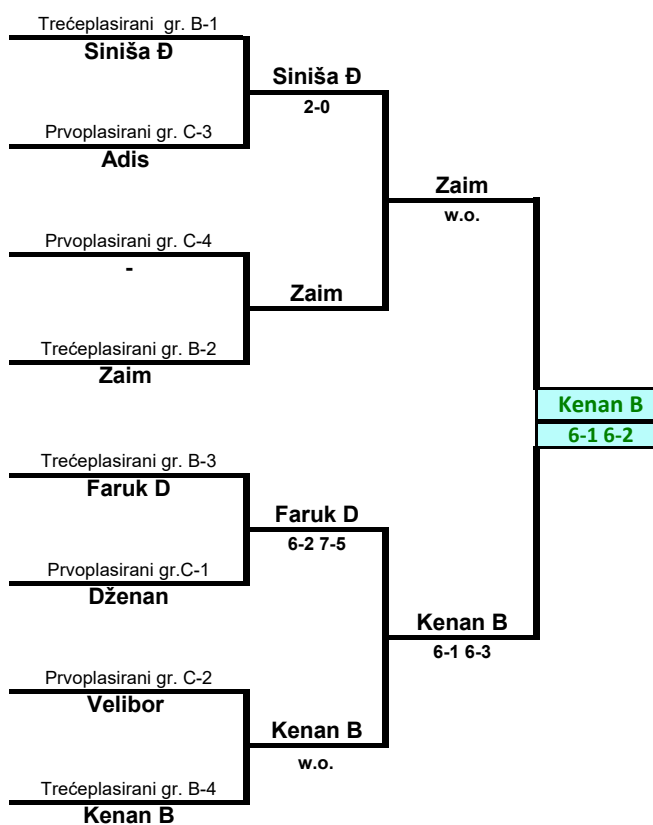 Trećeplasirani gr. B-1
Siniša Đ
Siniša Đ
2-0
Prvoplasirani gr. C-3
Adis
Zaim
w.o.
Prvoplasirani gr. C-4
-
Zaim
Trećeplasirani gr. B-2
Zaim
Kenan B
6-1 6-2
Trećeplasirani gr. B-3
Faruk D
Faruk D
6-2 7-5
Prvoplasirani gr.C-1
Dženan
Kenan B
6-1 6-3
Prvoplasirani gr. C-2
Velibor
Kenan B
w.o.
Trećeplasirani gr. B-4
Kenan B